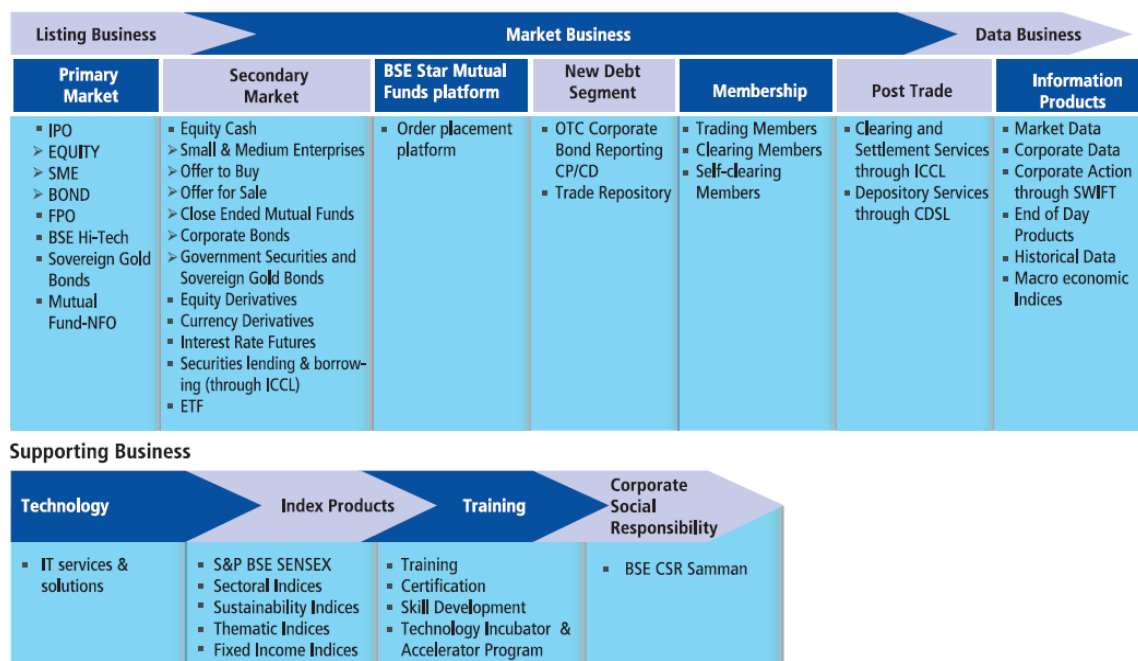 Listing Business
Market Business
Data Business
Primary
Market
Secondary
Market
BSE Star Mutual
Funds platform
New Debt
Segment
Membership
Post Trade
Information
Products
▪ IPO
➢ EQUITY
➢ SME
➢ BOND
▪ FPO
▪ BSE Hi-Tech
▪ Sovereign Gold
Bonds
▪ Mutual
Fund-NFO
▪ Equity Cash
➢ Small & Medium Enterprises
➢ Offer to Buy
➢ Offer for Sale
➢ Close Ended Mutual Funds
➢ Corporate Bonds
➢ Government Securities and
Sovereign Gold Bonds
▪ Equity Derivatives
▪ Currency Derivatives
▪ Interest Rate Futures
▪ Securities lending & borrow-
ing (through ICCL)
▪ ETF
▪ Order placement
platform
▪ OTC Corporate
Bond Reporting
CP/CD
▪ Trade Repository
▪ Trading Members
▪ Clearing Members
▪ Self-clearing
Members
▪ Clearing and
Settlement Services
through ICCL
▪ Depository Services
through CDSL
▪ Market Data
▪ Corporate Data
▪ Corporate Action
through SWIFT
▪ End of Day
Products
▪ Historical Data
▪ Macro economic
Indices
Supporting Business
Technology
Index Products
Training
Corporate
Social
Responsibility
▪ IT services &
solutions
▪ S&P BSE SENSEX
▪ Sectoral Indices
▪ Sustainability Indices
▪ Thematic Indices
▪ Fixed Income Indices
▪ Training
▪ Certification
▪ Skill Development
▪ Technology Incubator &
Accelerator Program
▪ BSE CSR Samman